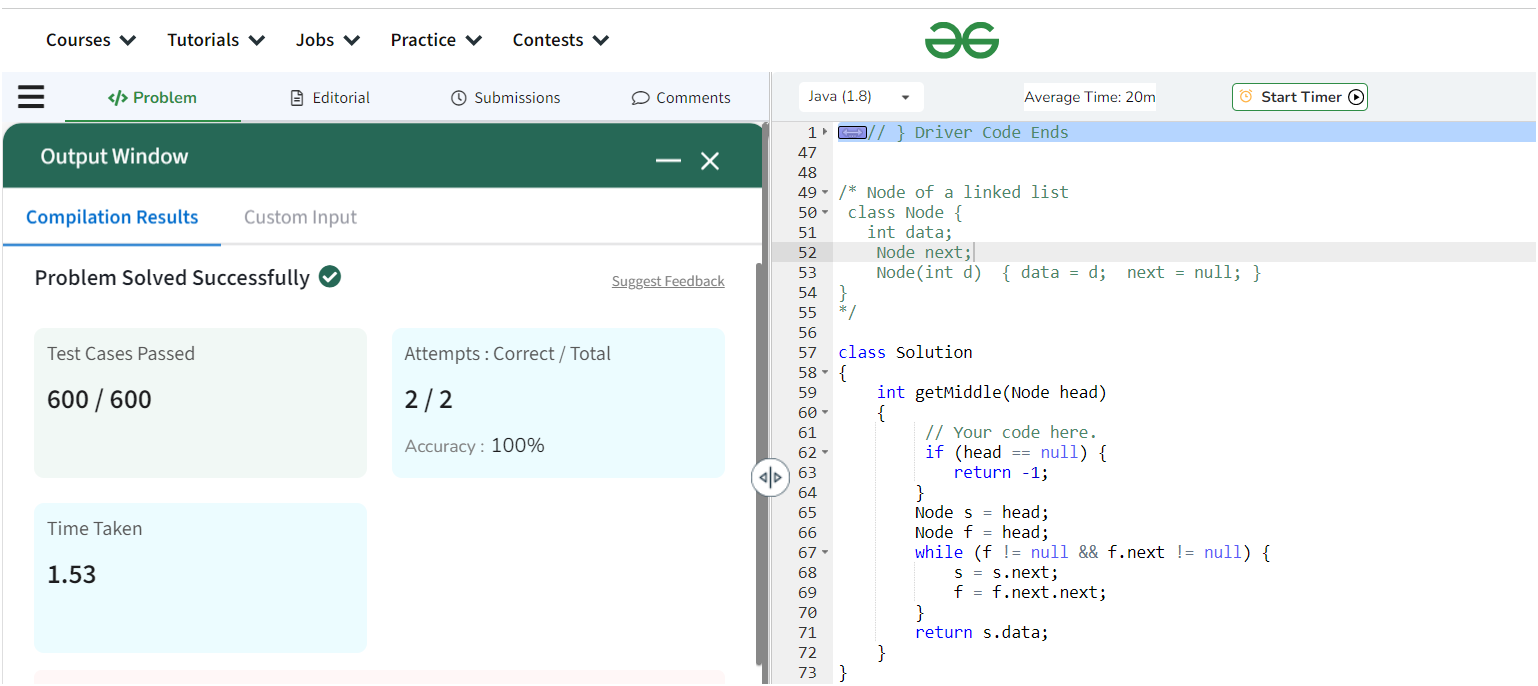 Courses Tutorials Jobs Practice Contests
</> Problem Editorial Submissions Comments
Output Window
Compilation Results Custom Input
Problem Solved Successfully
Suggest Feedback
Test Cases Passed
600 / 600
Attempts : Correct / Total
2 / 2
Accuracy : 100%
Time Taken
1.53
Java (1.8) Average Time: 20m Start Timer
1 // } Driver Code Ends
47
48
49 /* Node of a linked list
50 class Node {
51 int data;
52 Node next;
53 Node(int d)  { data = d;  next = null; }
54 }
55 */
56
57 class Solution
58 {
59 int getMiddle(Node head)
60 {
61 // Your code here.
62 if (head == null) {
63 return -1;
64 }
65 Node s = head;
66 Node f = head;
67 while (f != null && f.next != null) {
68 s = s.next;
69 f = f.next.next;
70 }
71 return s.data;
72 }
73 }